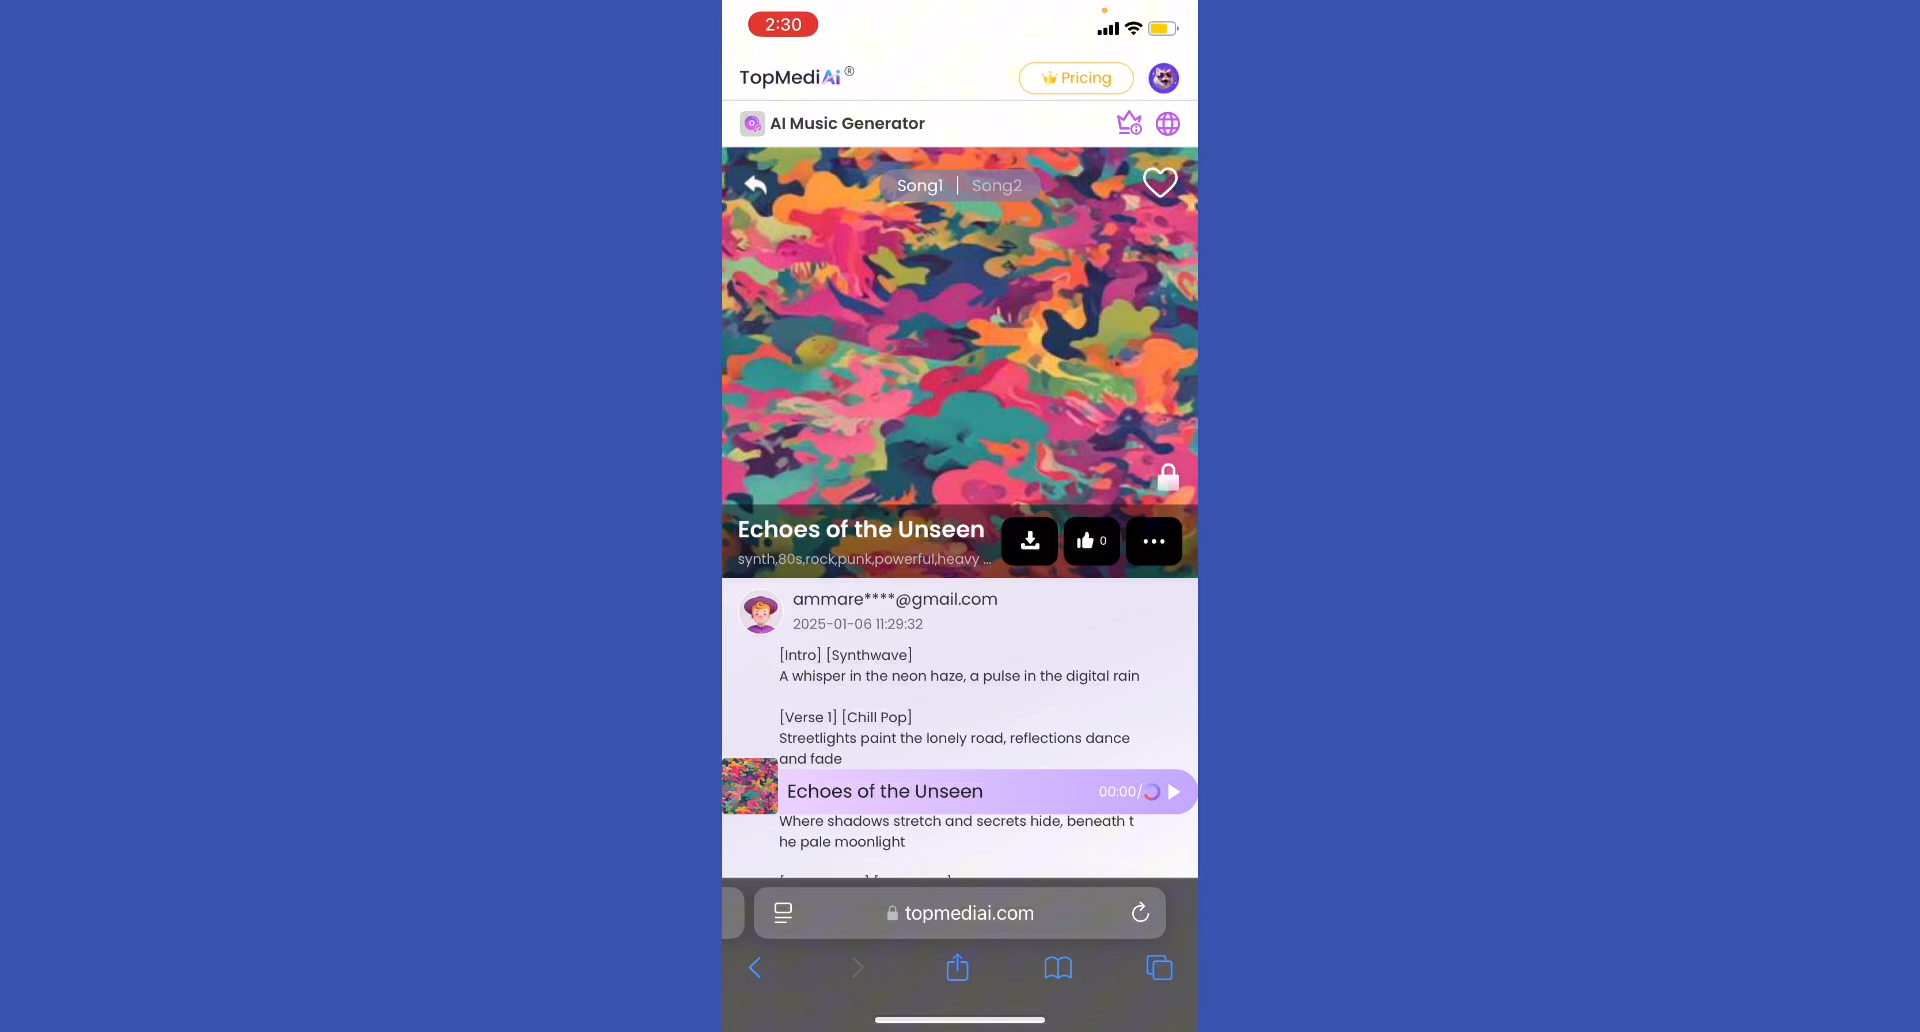 2:30
TopMediAi ®
Pricing
AI Music Generator
Song1 | Song2
Echoes of the Unseen
synth,80s,rock,punk,powerful,heavy ...
0
ammare****@gmail.com
2025-01-06 11:29:32
[Intro] [Synthwave]
A whisper in the neon haze, a pulse in the digital rain
[Verse 1] [Chill Pop]
Streetlights paint the lonely road, reflections dance
and fade
Echoes of the Unseen
00:00/
Where shadows stretch and secrets hide, beneath t
he pale moonlight
topmediai.com